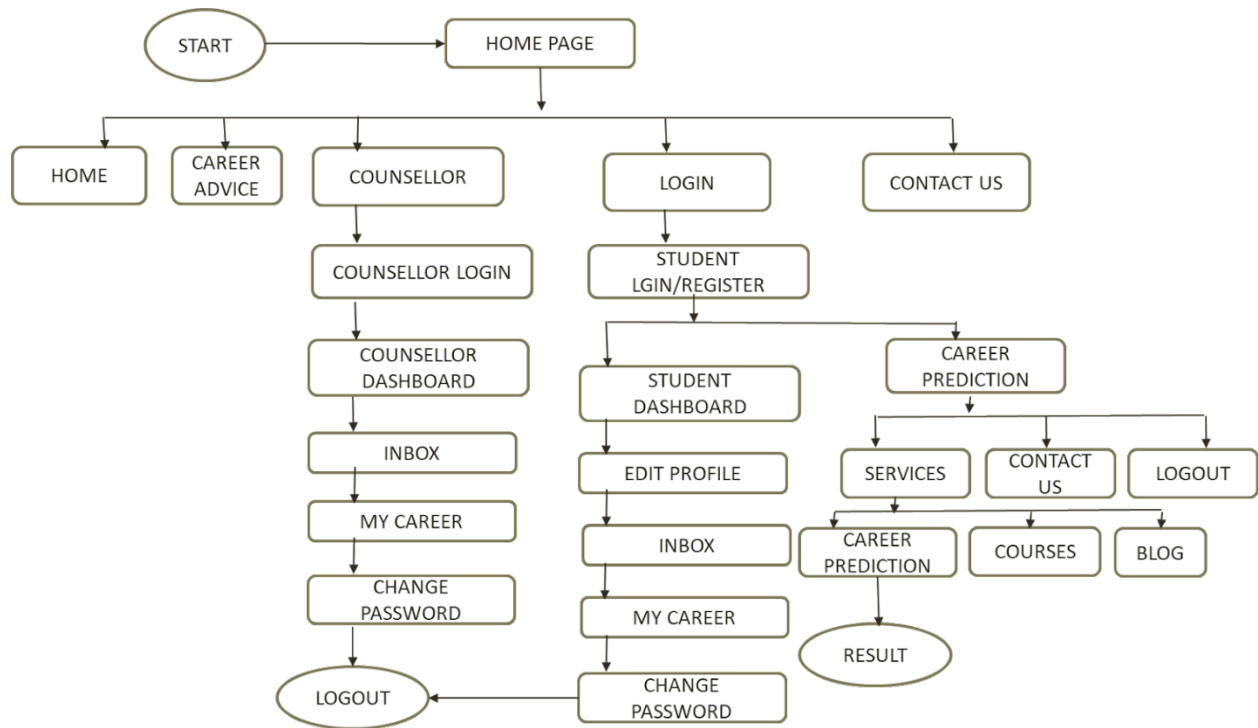 START
HOME PAGE
HOME
CAREER
ADVICE
COUNSELLOR
LOGIN
CONTACT US
COUNSELLOR LOGIN
STUDENT
LGIN/REGISTER
COUNSELLOR
DASHBOARD
STUDENT
DASHBOARD
CAREER
PREDICTION
INBOX
EDIT PROFILE
SERVICES
CONTACT
US
LOGOUT
MY CAREER
INBOX
CAREER
PREDICTION
COURSES
BLOG
CHANGE
PASSWORD
MY CAREER
RESULT
LOGOUT
CHANGE
PASSWORD